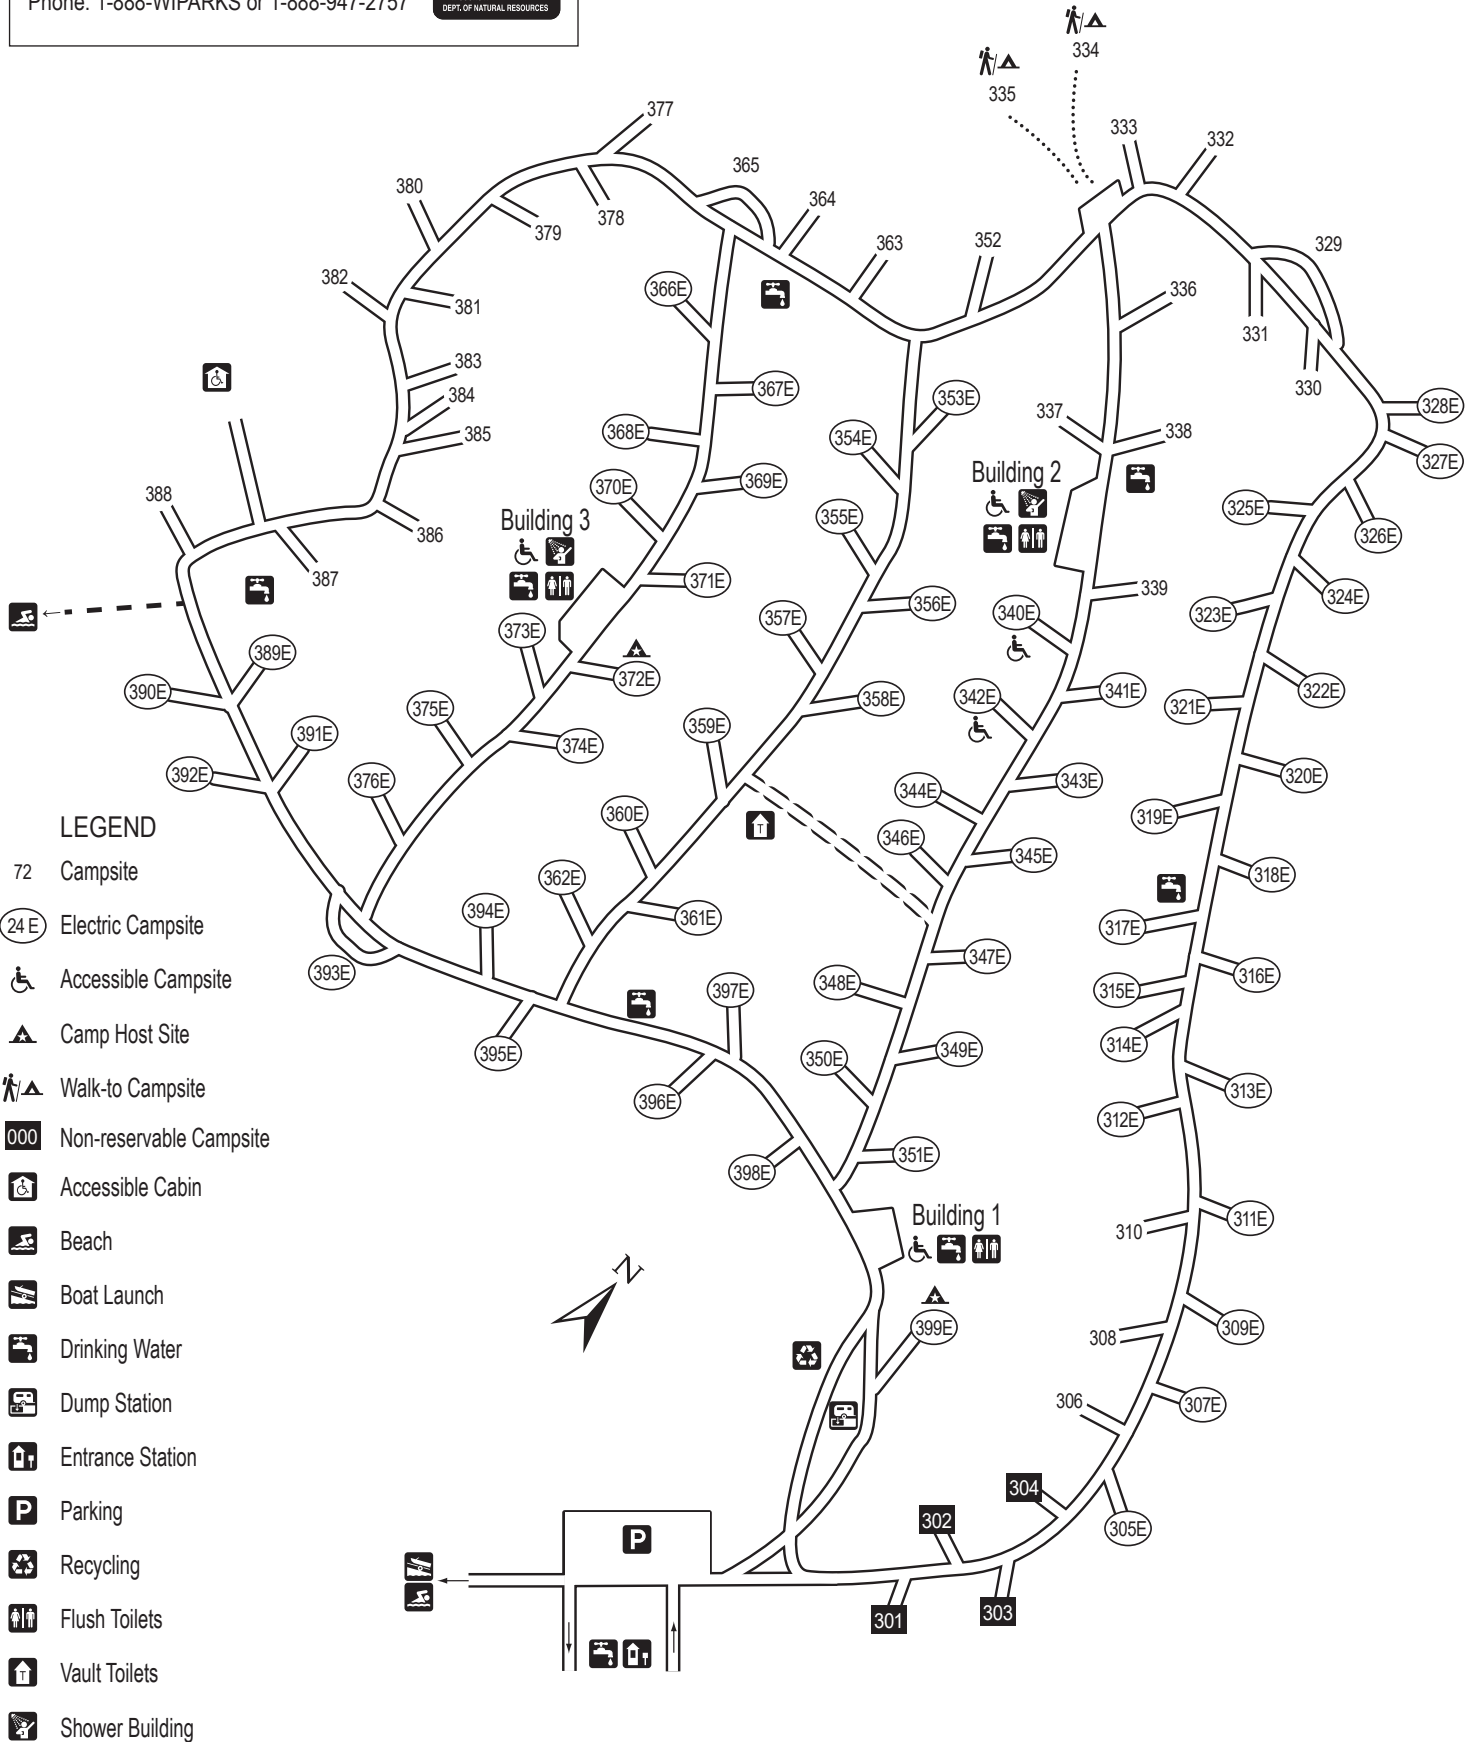 Phone: 1-888-WIPARKS or 1-888-947-2757
DEPT. OF NATURAL RESOURCES
334
335
333
332
377
365
364
380
378
379
363
352
329
382
381
366E
336
331
330
383
384
385
367E
353E
337
338
328E
327E
368E
354E
369E
370E
Building 2
388
386
387
Building 3
355E
325E
326E
371E
356E
339
340E
324E
323E
357E
373E
389E
390E
372E
358E
342E
341E
322E
321E
391E
392E
375E
374E
359E
376E
344E
343E
320E
319E
360E
T
346E
345E
318E
362E
394E
361E
317E
393E
347E
348E
316E
315E
314E
397E
395E
396E
350E
349E
313E
312E
398E
351E
Building 1
310
311E
N
399E
308
309E
306
307E
304
302
305E
P
301
303
LEGEND
72 Campsite
24 E Electric Campsite
Accessible Campsite
Camp Host Site
Walk-to Campsite
000 Non-reservable Campsite
Accessible Cabin
Beach
Boat Launch
Drinking Water
Dump Station
Entrance Station
P Parking
Recycling
Flush Toilets
T Vault Toilets
Shower Building